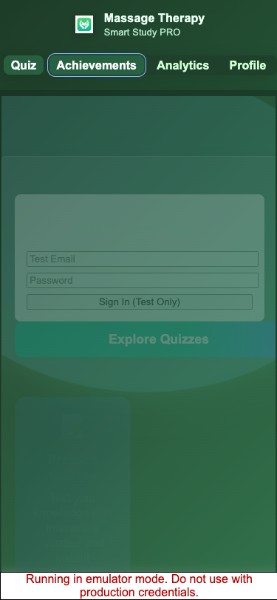 Massage Therapy
Smart Study PRO
Quiz
Achievements
Analytics
Profile
Test Email
Password
Sign In (Test Only)
Explore Quizzes
Running in emulator mode. Do not use with
production credentials.